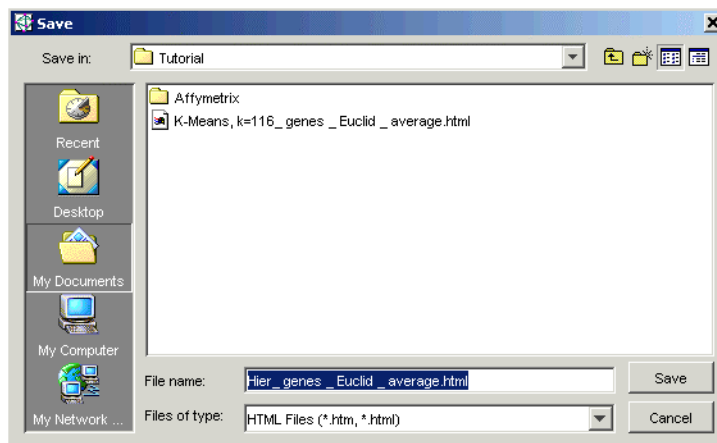 Save
Save in: Tutorial
Affymetrix
K-Means, k=116_ genes _ Euclid _ average.html
Recent
Desktop
My Documents
My Computer
My Network ...
File name: Hier_ genes _ Euclid _ average.html
Save
Files of type: HTML Files (*.htm, *.html)
Cancel